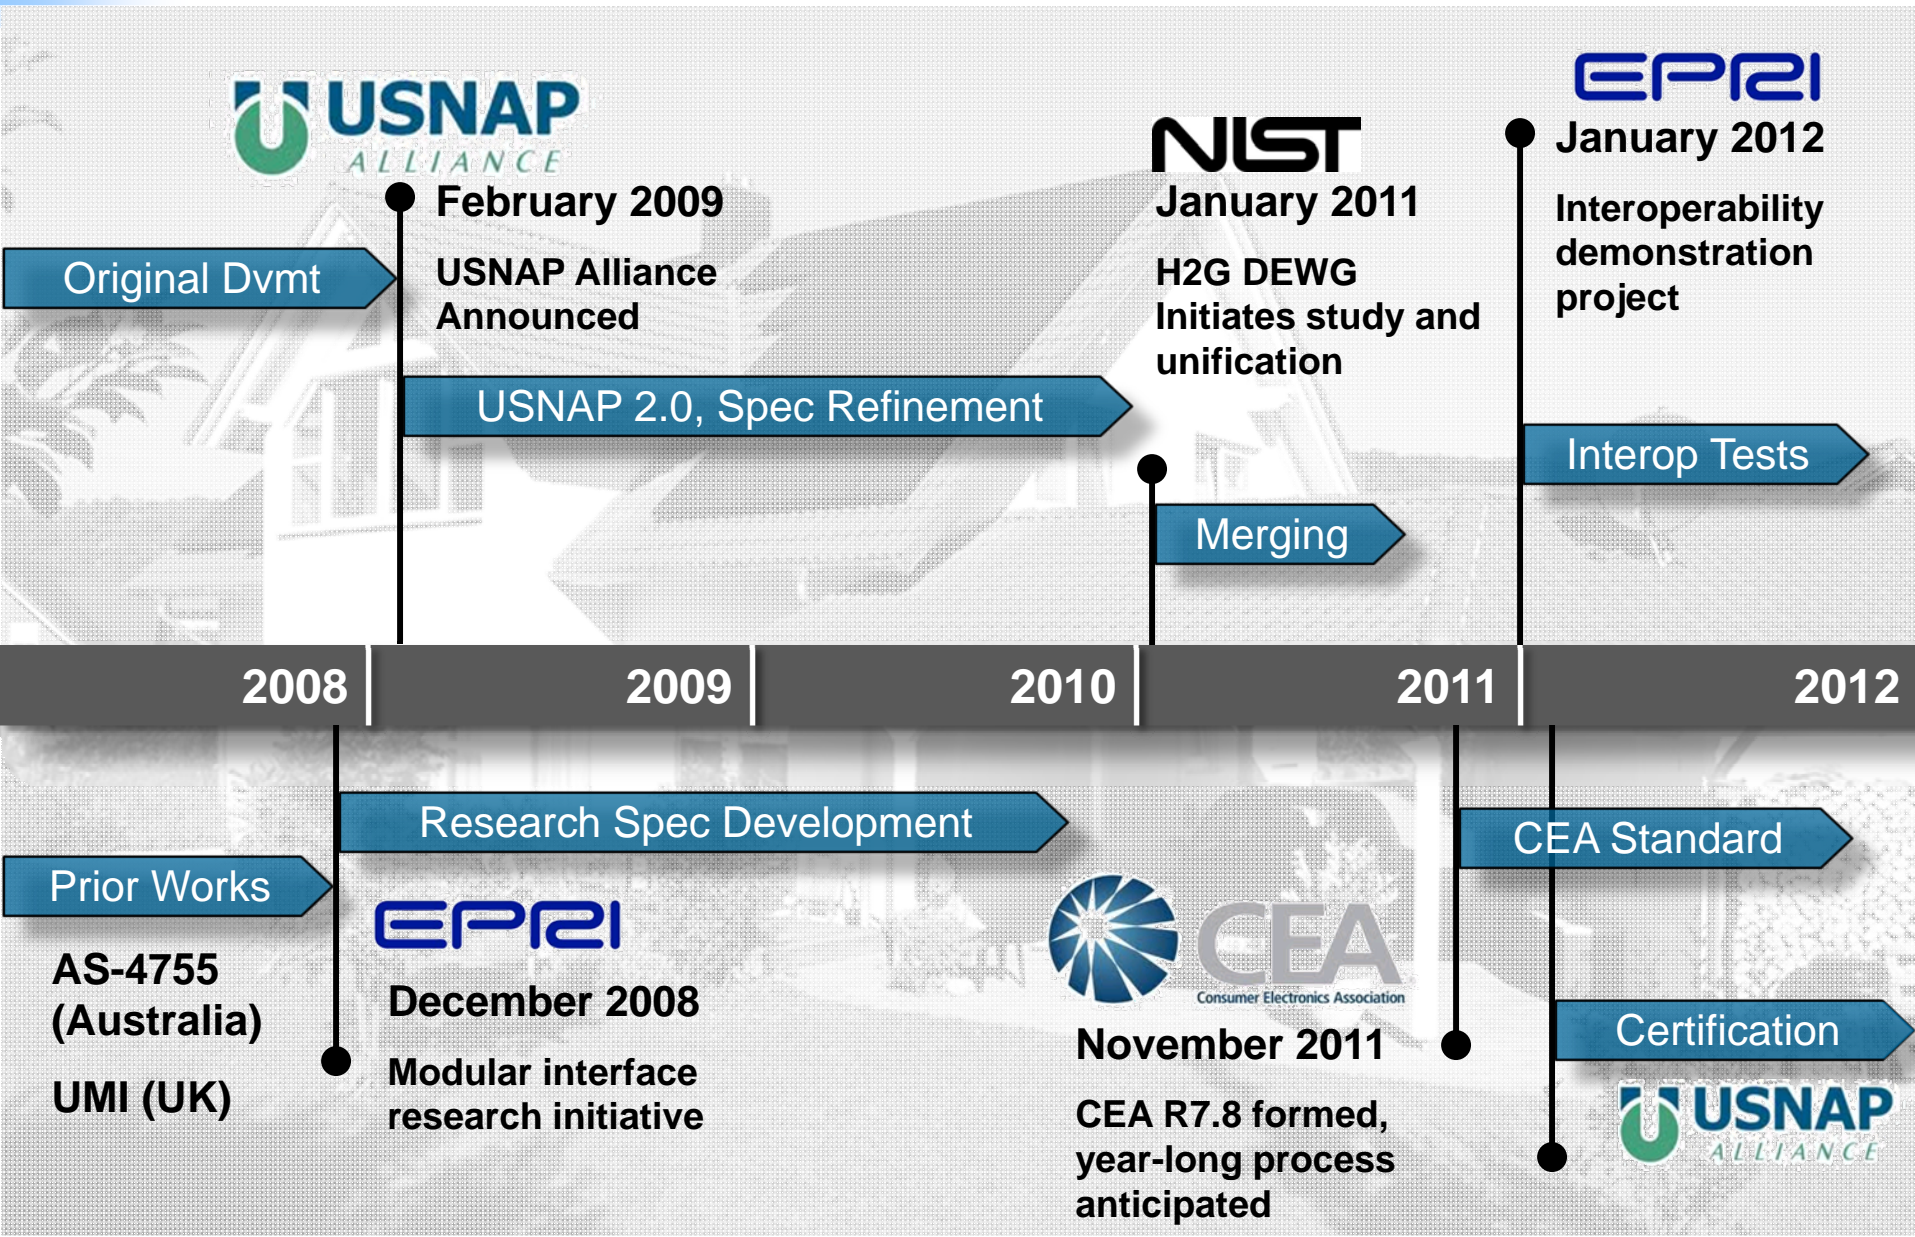 USNAP
ALLIANCE
February 2009
USNAP Alliance
Announced
Original Dvmt
USNAP 2.0, Spec Refinement
NIST
January 2011
H2G DEWG
Initiates study and
unification
Merging
EPRI
January 2012
Interoperability
demonstration
project
Interop Tests
2008
2009
2010
2011
2012
Prior Works
AS-4755
(Australia)
UMI (UK)
Research Spec Development
EPRI
December 2008
Modular interface
research initiative
CEA
Consumer Electronics Association
November 2011
CEA R7.8 formed,
year-long process
anticipated
CEA Standard
Certification
USNAP
ALLIANCE